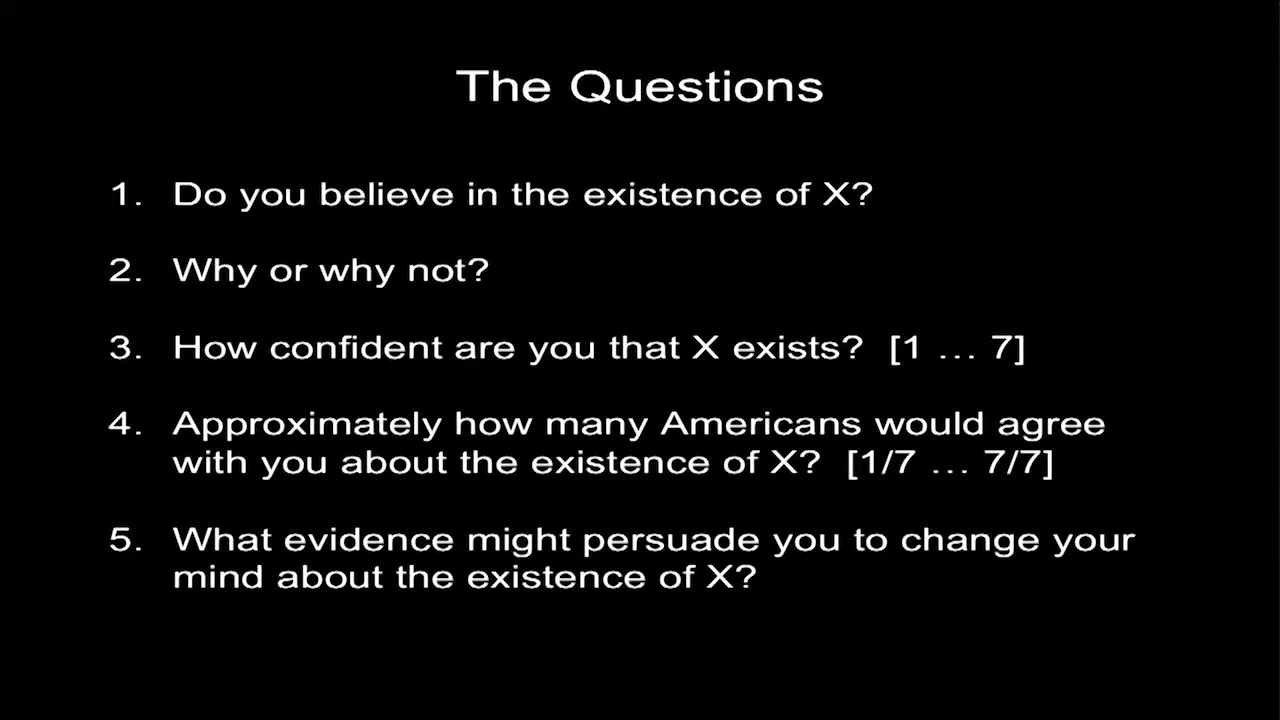 The Questions
1. Do you believe in the existence of X?
2. Why or why not?
3. How confident are you that X exists? [1 … 7]
4. Approximately how many Americans would agree
with you about the existence of X? [1/7 … 7/7]
5. What evidence might persuade you to change your
mind about the existence of X?